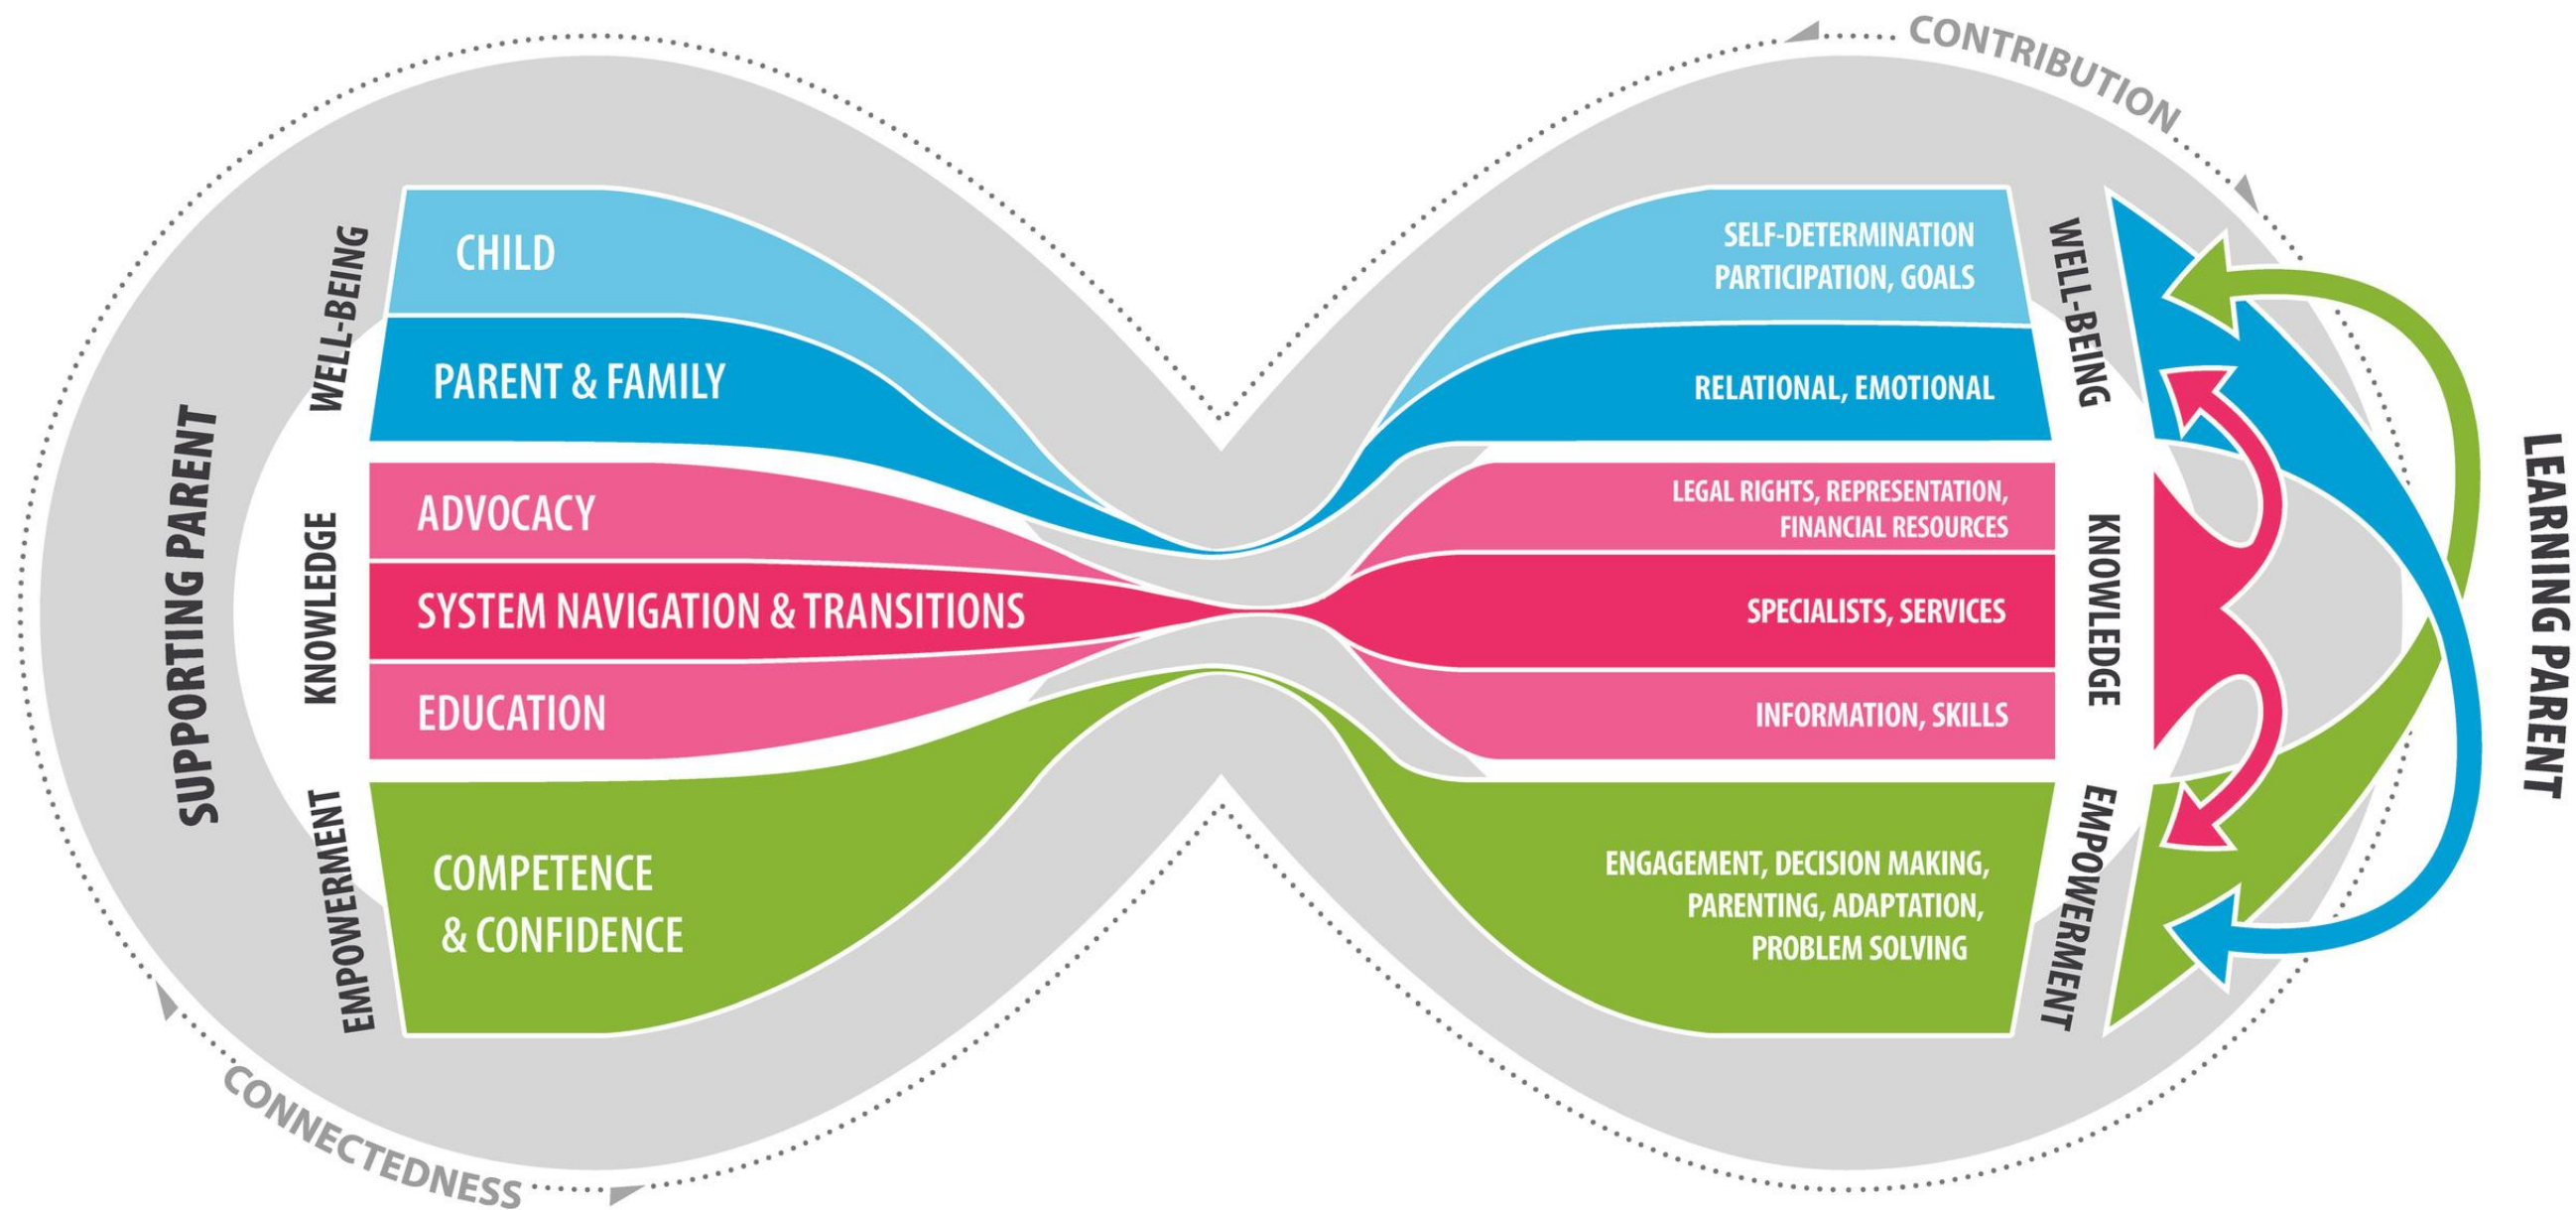 CONTRIBUTION
SUPPORTING PARENT
WELL-BEING
CHILD
PARENT & FAMILY
KNOWLEDGE
ADVOCACY
SYSTEM NAVIGATION & TRANSITIONS
EDUCATION
EMPOWERMENT
COMPETENCE
& CONFIDENCE
CONNECTEDNESS
SELF-DETERMINATION
PARTICIPATION, GOALS
RELATIONAL, EMOTIONAL
WELL-BEING
LEGAL RIGHTS, REPRESENTATION,
FINANCIAL RESOURCES
SPECIALISTS, SERVICES
INFORMATION, SKILLS
KNOWLEDGE
ENGAGEMENT, DECISION MAKING,
PARENTING, ADAPTATION,
PROBLEM SOLVING
EMPOWERMENT
LEARNING PARENT